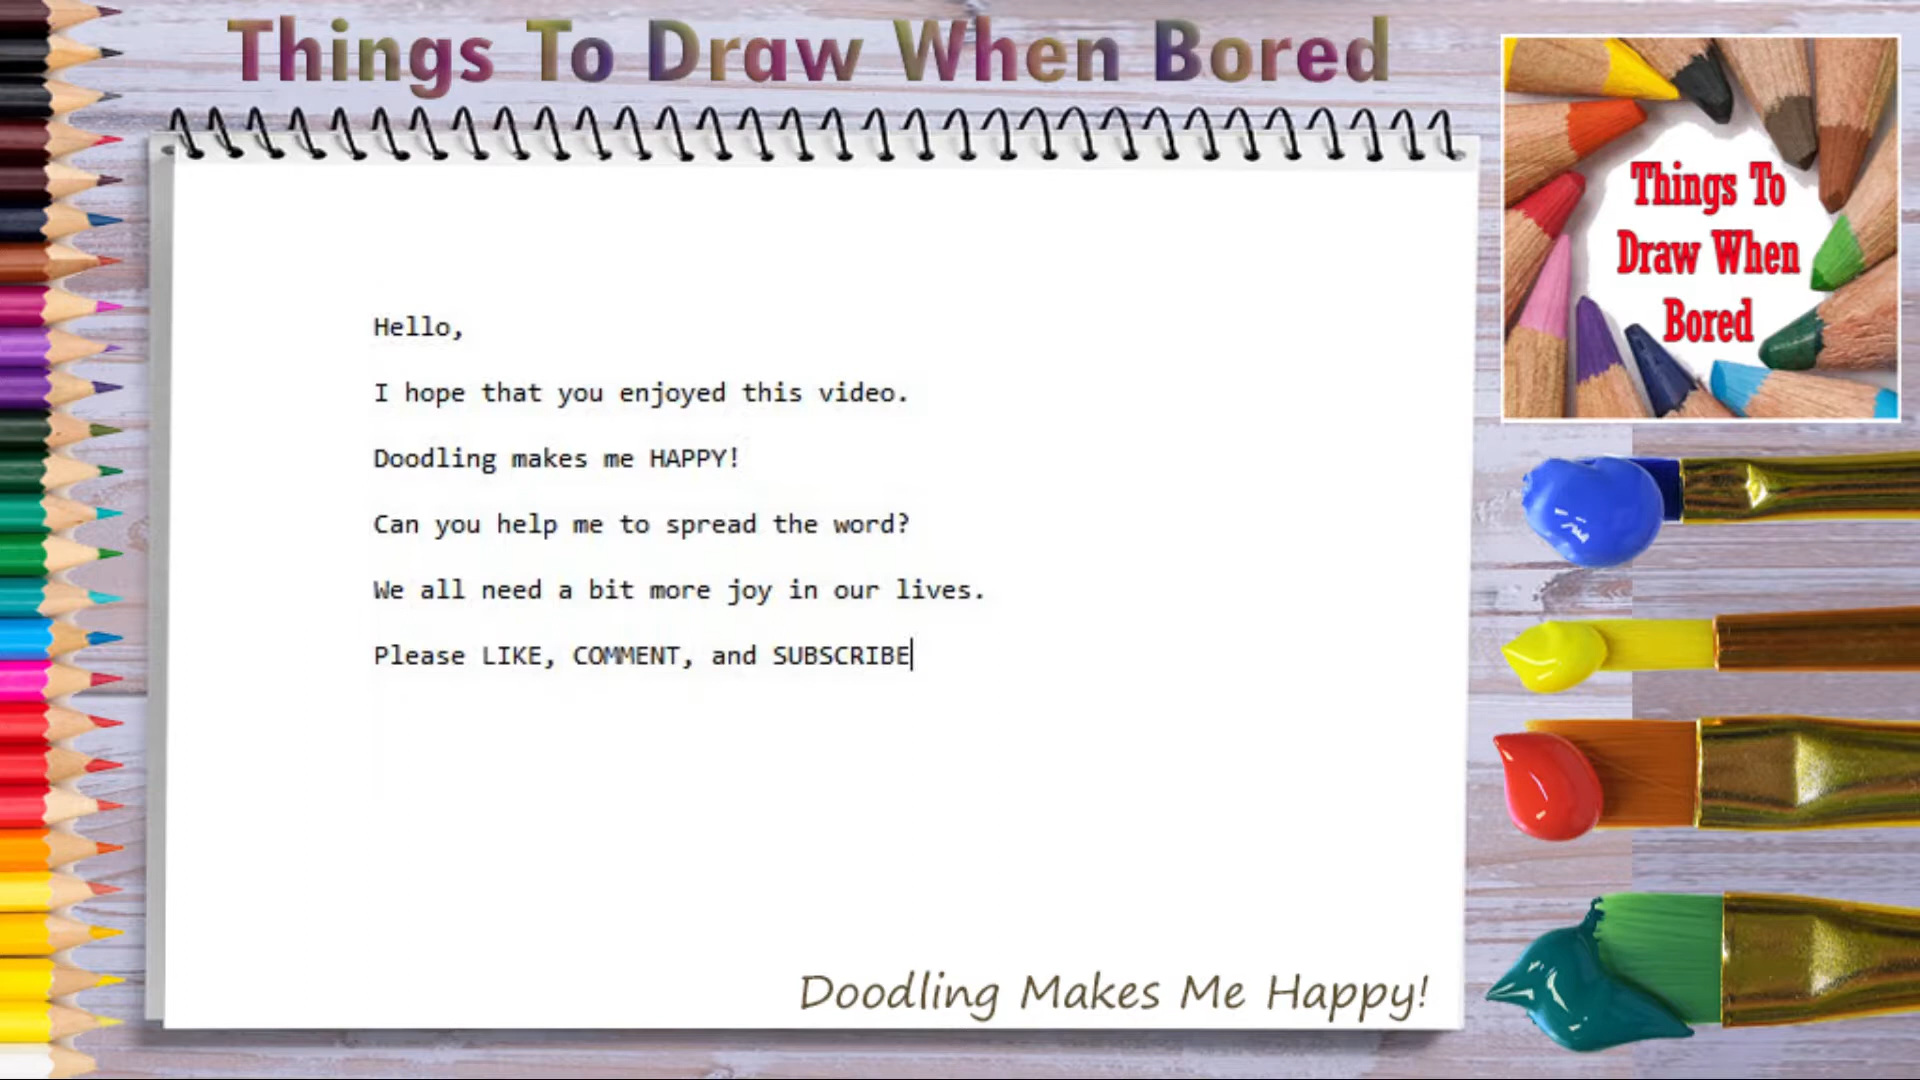 Things To Draw When Bored
Things To
Draw When
Bored
Hello,
I hope that you enjoyed this video.
Doodling makes me HAPPY!
Can you help me to spread the word?
We all need a bit more joy in our lives.
Please LIKE, COMMENT, and SUBSCRIBE
Doodling Makes Me Happy!